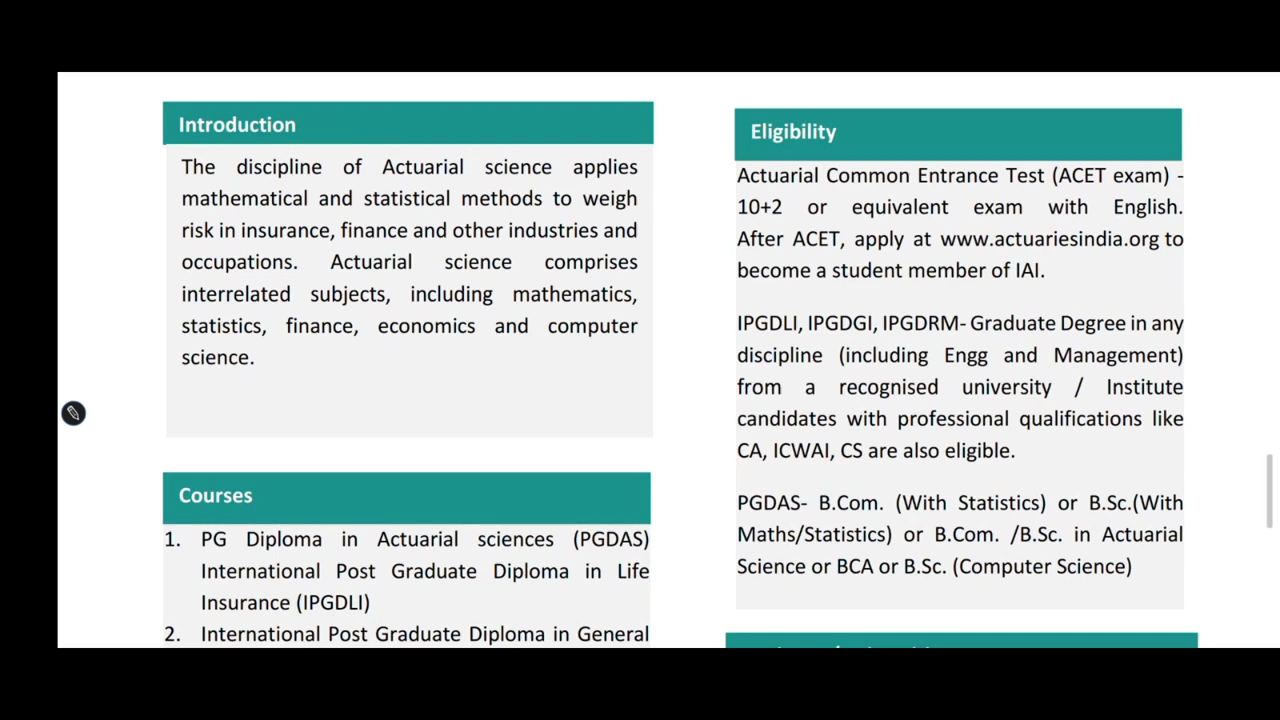 Introduction
The discipline of Actuarial science applies
mathematical and statistical methods to weigh
risk in insurance, finance and other industries and
occupations. Actuarial science comprises
interrelated subjects, including mathematics,
statistics, finance, economics and computer
science.
Courses
1. PG Diploma in Actuarial sciences (PGDAS)
International Post Graduate Diploma in Life
Insurance (IPGDLI)
2. International Post Graduate Diploma in General
Eligibility
Actuarial Common Entrance Test (ACET exam) -
10+2 or equivalent exam with English.
After ACET, apply at www.actuariesindia.org to
become a student member of IAI.
IPGDLI, IPGDGI, IPGDRM- Graduate Degree in any
discipline (including Engg and Management)
from a recognised university / Institute
candidates with professional qualifications like
CA, ICWAI, CS are also eligible.
PGDAS- B.Com. (With Statistics) or B.Sc.(With
Maths/Statistics) or B.Com. /B.Sc. in Actuarial
Science or BCA or B.Sc. (Computer Science)